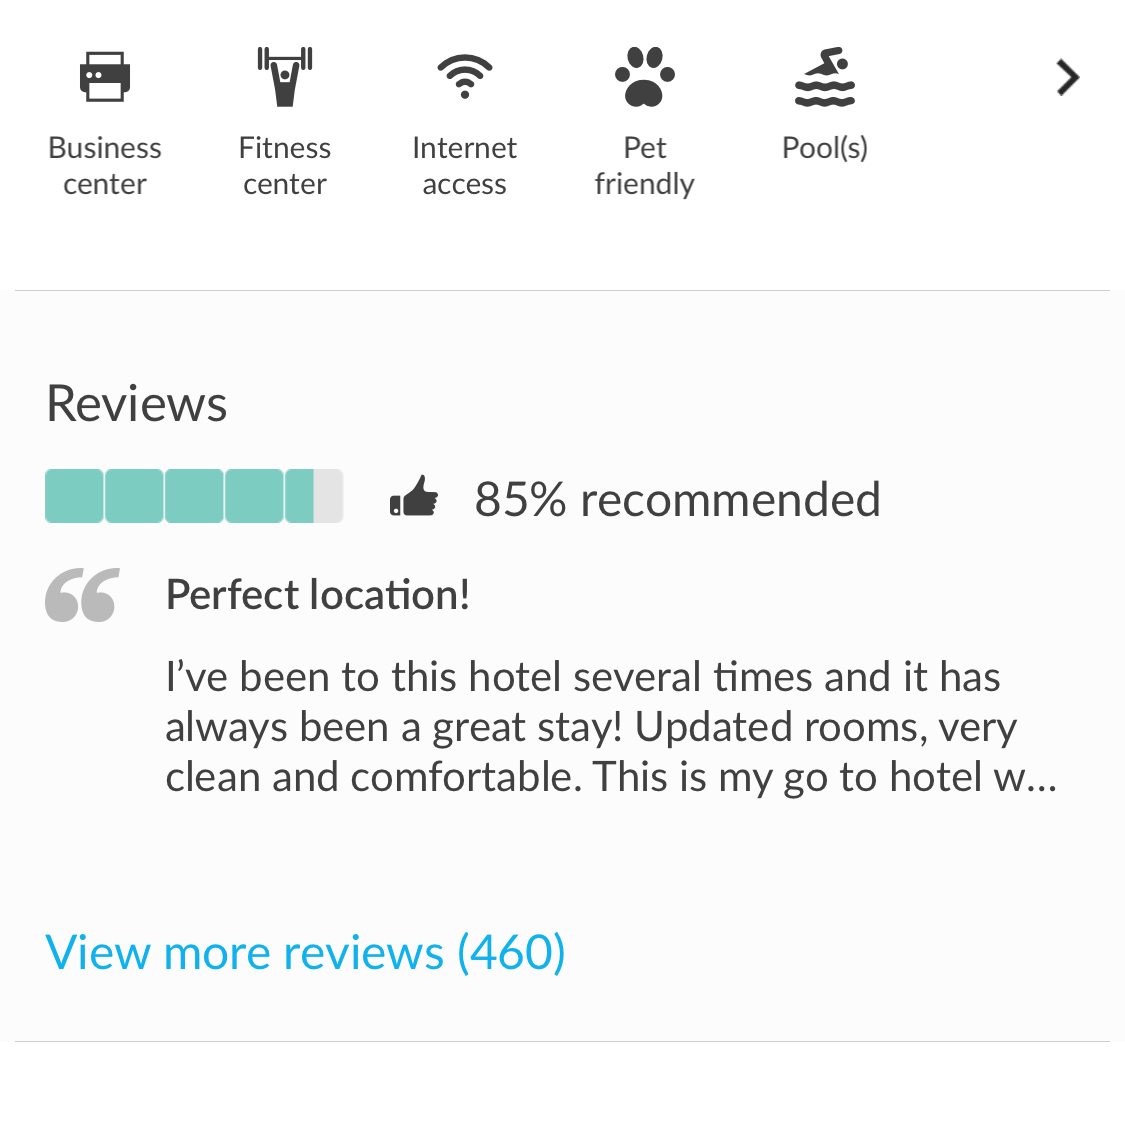 Business center
Fitness center
Internet access
Pet friendly
Pool(s)
Reviews
85% recommended
Perfect location!
I’ve been to this hotel several times and it has
always been a great stay! Updated rooms, very
clean and comfortable. This is my go to hotel w...
View more reviews (460)